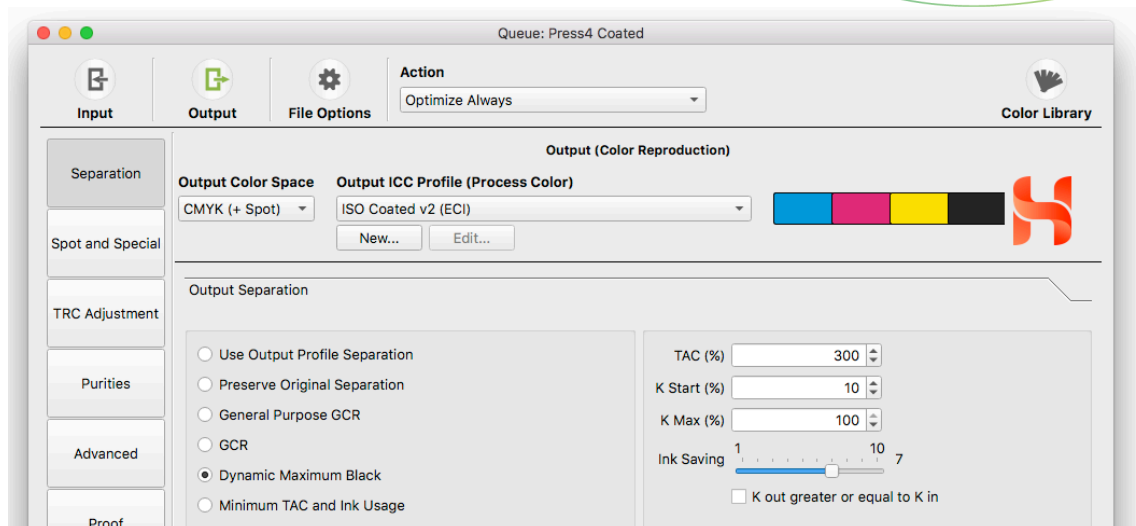 Queue: Press4 Coated
Input
Output
File Options
Action
Optimize Always
Color Library
Separation
Spot and Special
TRC Adjustment
Purities
Advanced
Proof
Output (Color Reproduction)
Output Color Space
CMYK (+ Spot)
Output ICC Profile (Process Color)
ISO Coated v2 (ECI)
New...
Edit...
Output Separation
Use Output Profile Separation
Preserve Original Separation
General Purpose GCR
GCR
Dynamic Maximum Black
Minimum TAC and Ink Usage
TAC (%) 300
K Start (%) 10
K Max (%) 100
1 10
Ink Saving 7
K out greater or equal to K in